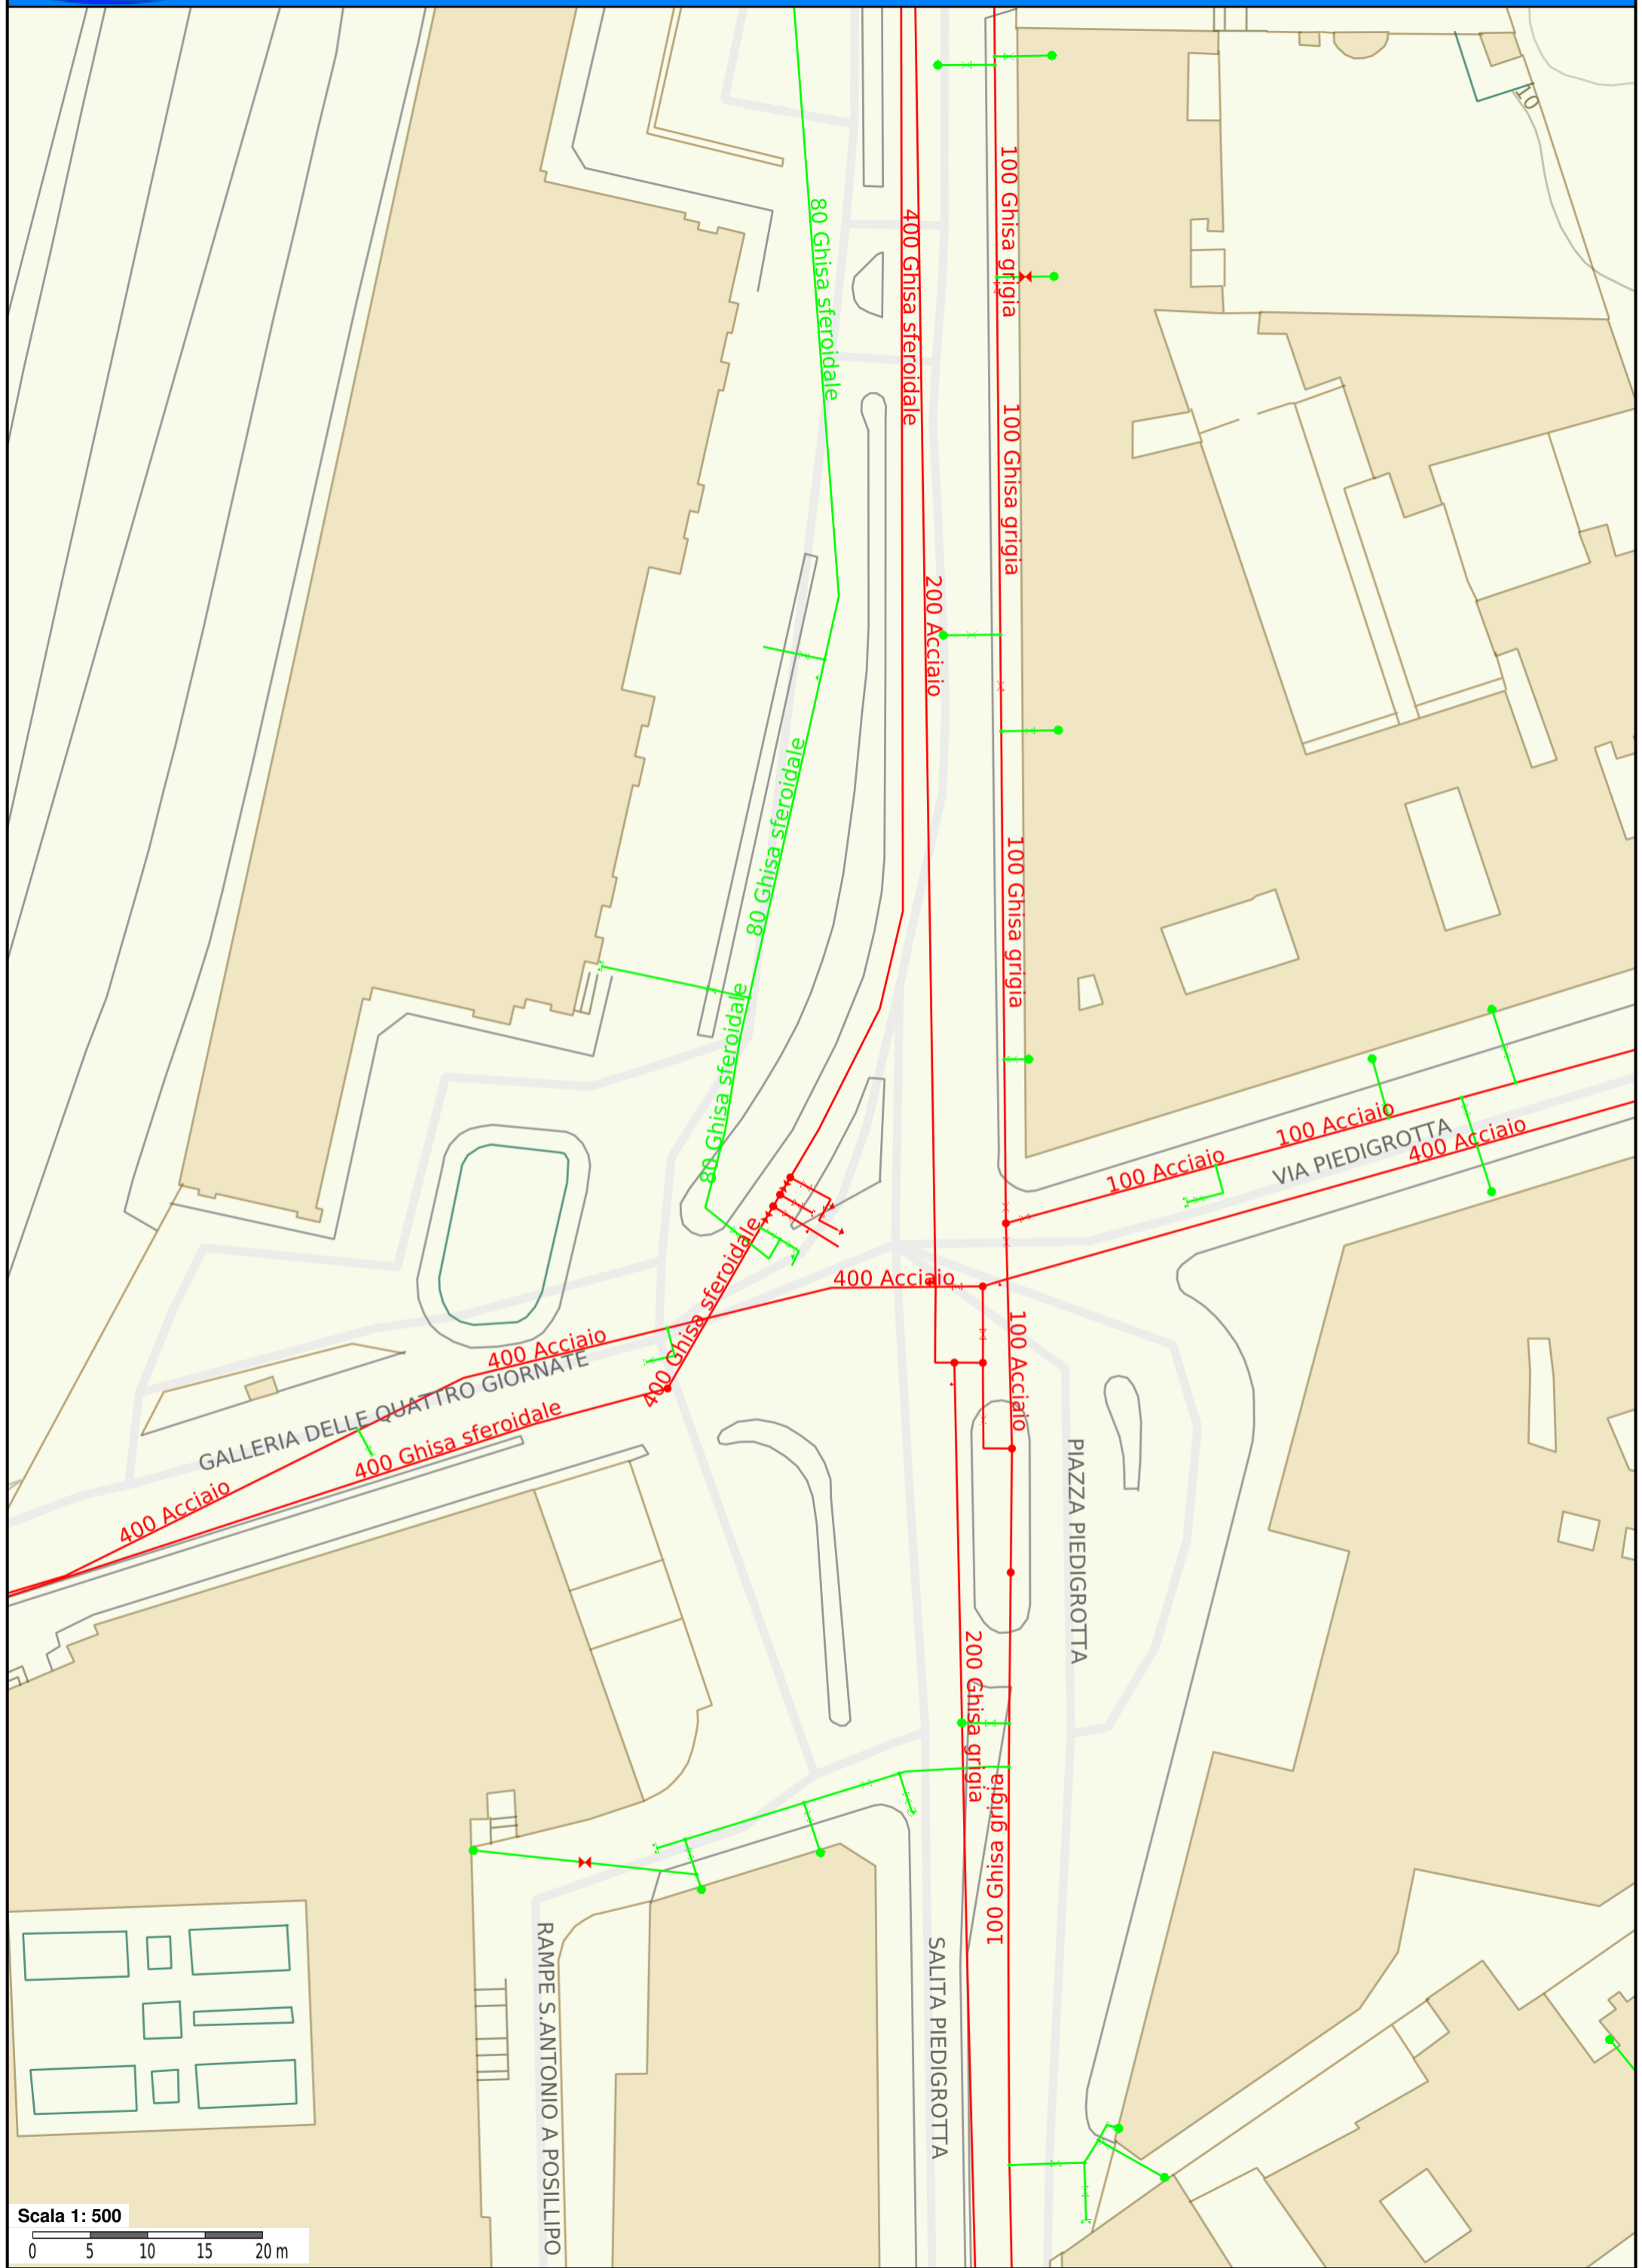 10
80 Ghisa sferoidale
400 Ghisa sferoidale
100 Ghisa grigia
100 Ghisa grigia
200 Acciaio
80 Ghisa sferoidale
100 Ghisa grigia
80 Ghisa sferoidale
100 Acciaio
100 Acciaio
VIA PIEDIGROTTA
400 Acciaio
400 Ghisa sferoidale
400 Acciaio
100 Acciaio
400 Acciaio
GALLERIA DELLE QUATTRO GIORNATE
400 Ghisa sferoidale
400 Acciaio
PIAZZA PIEDIGROTTA
200 Ghisa grigia
100 Ghisa grigia
RAMPE S.ANTONIO A POSILLIPO
SALITA PIEDIGROTTA
Scala 1: 500
0 5 10 15 20 m